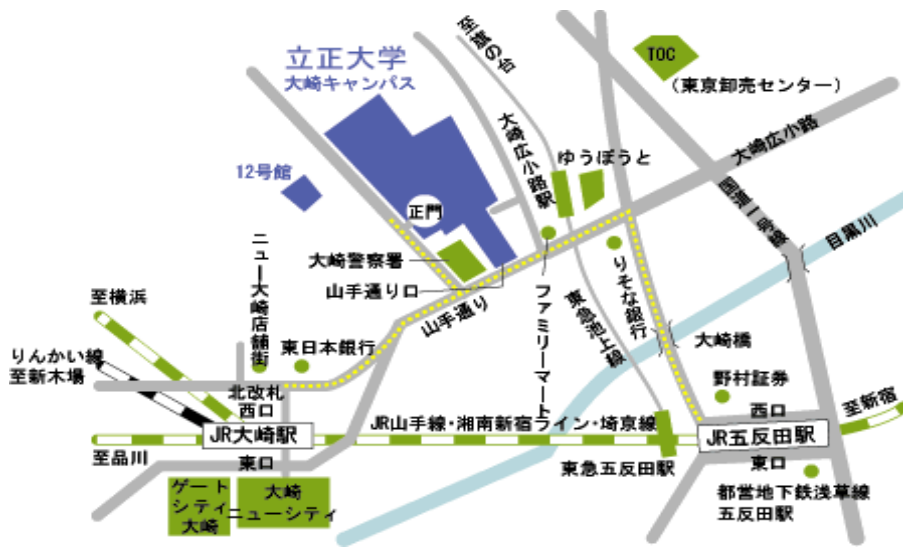 立正大学
大崎キャンパス
至旗の台
TOC
(東京卸売センター)
大崎広小路
大崎広小路駅
ゆうぽうと
国道一号線
12号館
正門
目黒川
大崎警察署
山手通り口
山手通り
ニュー大崎店舗街
ファミリーマート
東急池上線
りそな銀行
至横浜
りんかい線
至新木場
東日本銀行
大崎橋
野村証券
北改札
西口
西口
至新宿
JR大崎駅
JR山手線・湘南新宿ライン・埼京線
JR五反田駅
至品川
東口
東急五反田駅
東口
ゲート
シティ
大崎
大崎
ニューシティ
都営地下鉄浅草線
五反田駅